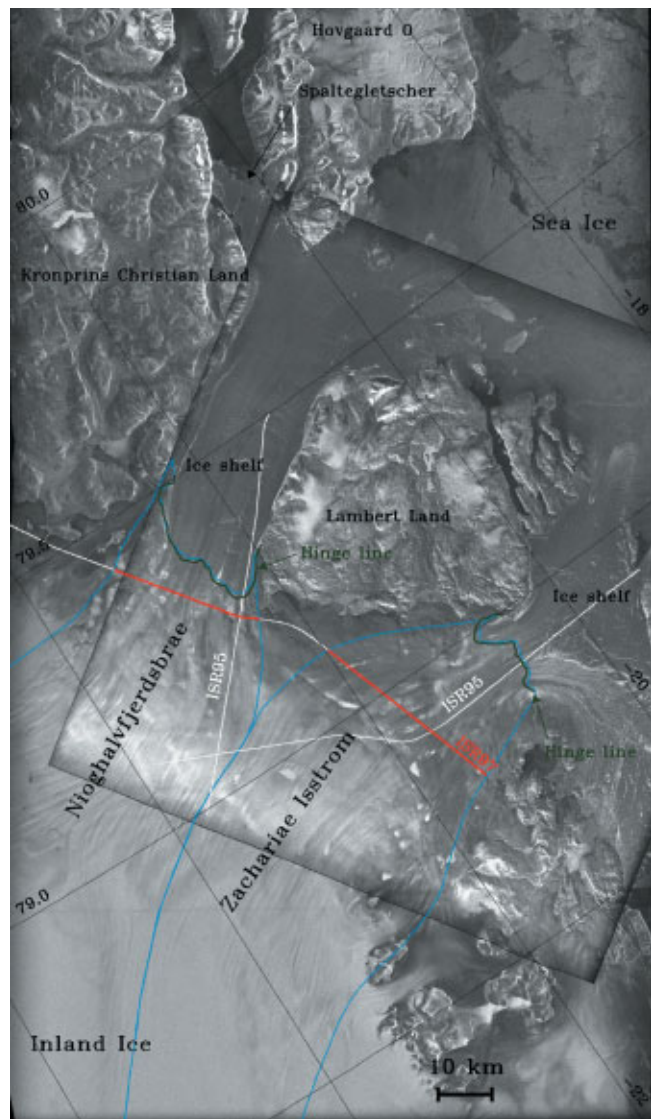 Hovgaard O
Spaltegletscher
80.0
Sea Ice
Kronprins Christian Land
-18
Ice shelf
Lambert Land
79.5
Hinge line
Ice shelf
Nioghalvfjerdsbrae
ISR95
ISR95
-20
ISR97
Hinge line
Zachariae Isstrom
79.0
Inland Ice
10 km
-22